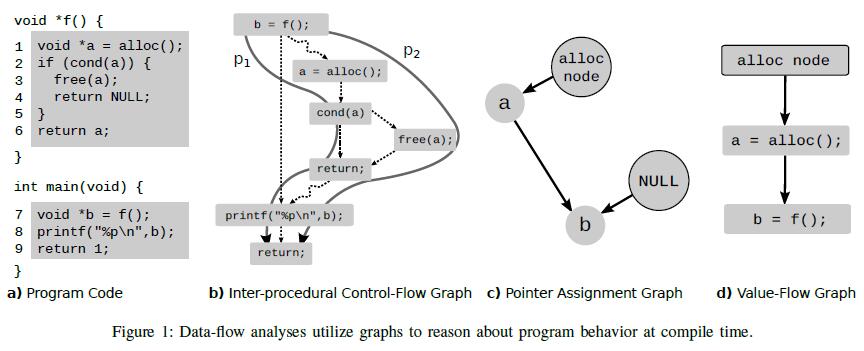 void *f() {
1 void *a = alloc();
2 if (cond(a)) {
3 free(a);
4 return NULL;
5 }
6 return a;
}
int main(void) {
7 void *b = f();
8 printf("%p\n",b);
9 return 1;
}
a) Program Code
b = f();
p1
p2
a = alloc();
cond(a)
free(a);
return;
printf("%p\n",b);
return;
b) Inter-procedural Control-Flow Graph
alloc
node
a
NULL
b
c) Pointer Assignment Graph
alloc node
a = alloc();
b = f();
d) Value-Flow Graph
Figure 1: Data-flow analyses utilize graphs to reason about program behavior at compile time.